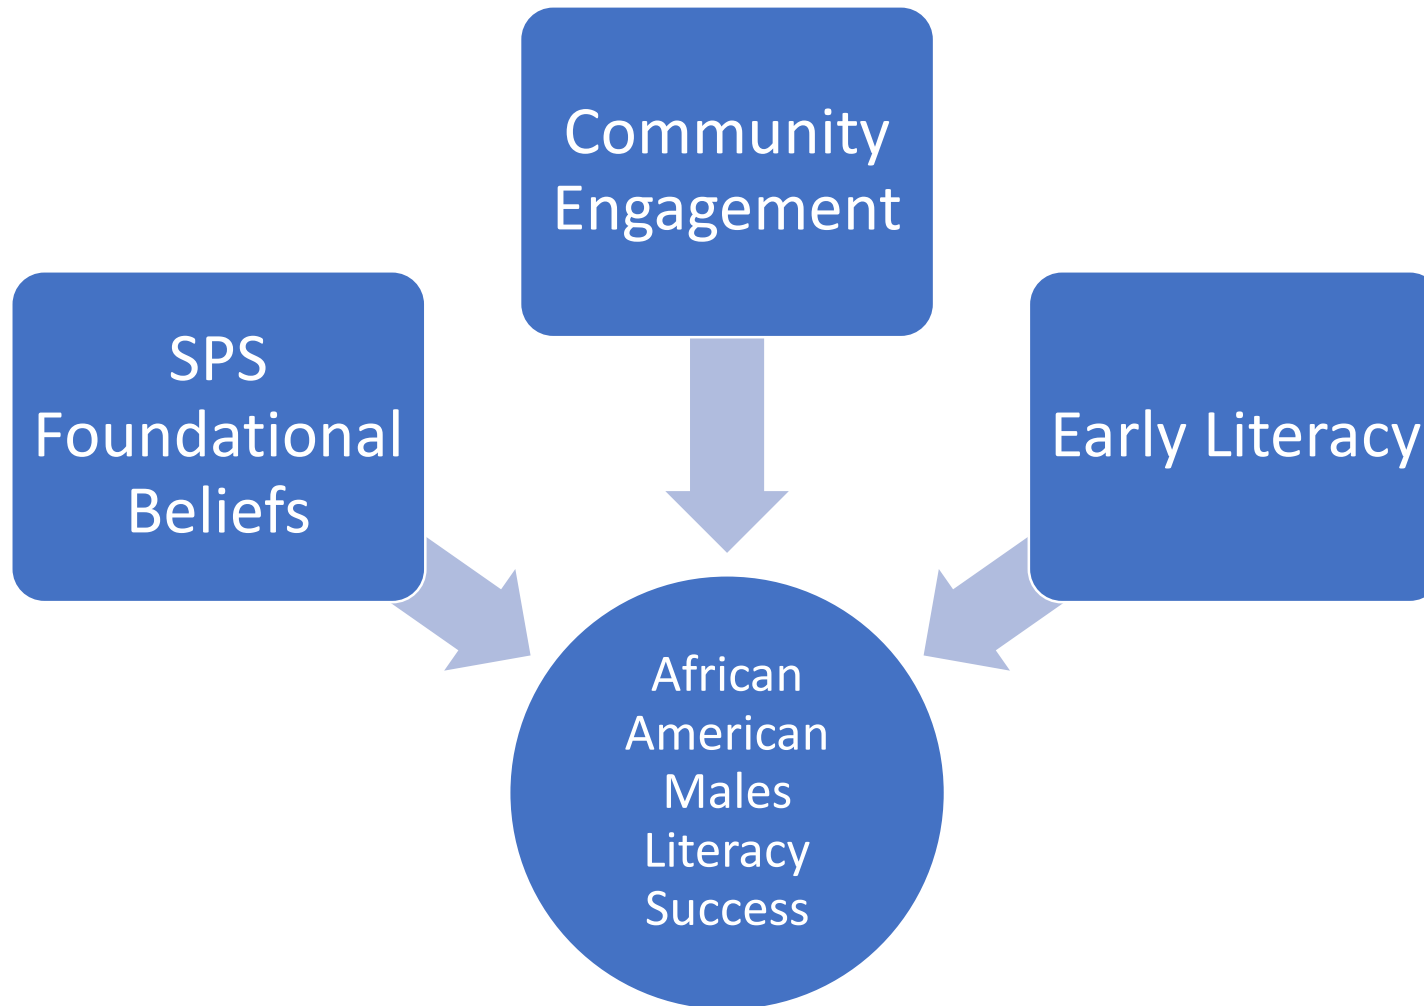 Community
Engagement
SPS
Foundational
Beliefs
Early Literacy
African
American
Males
Literacy
Success